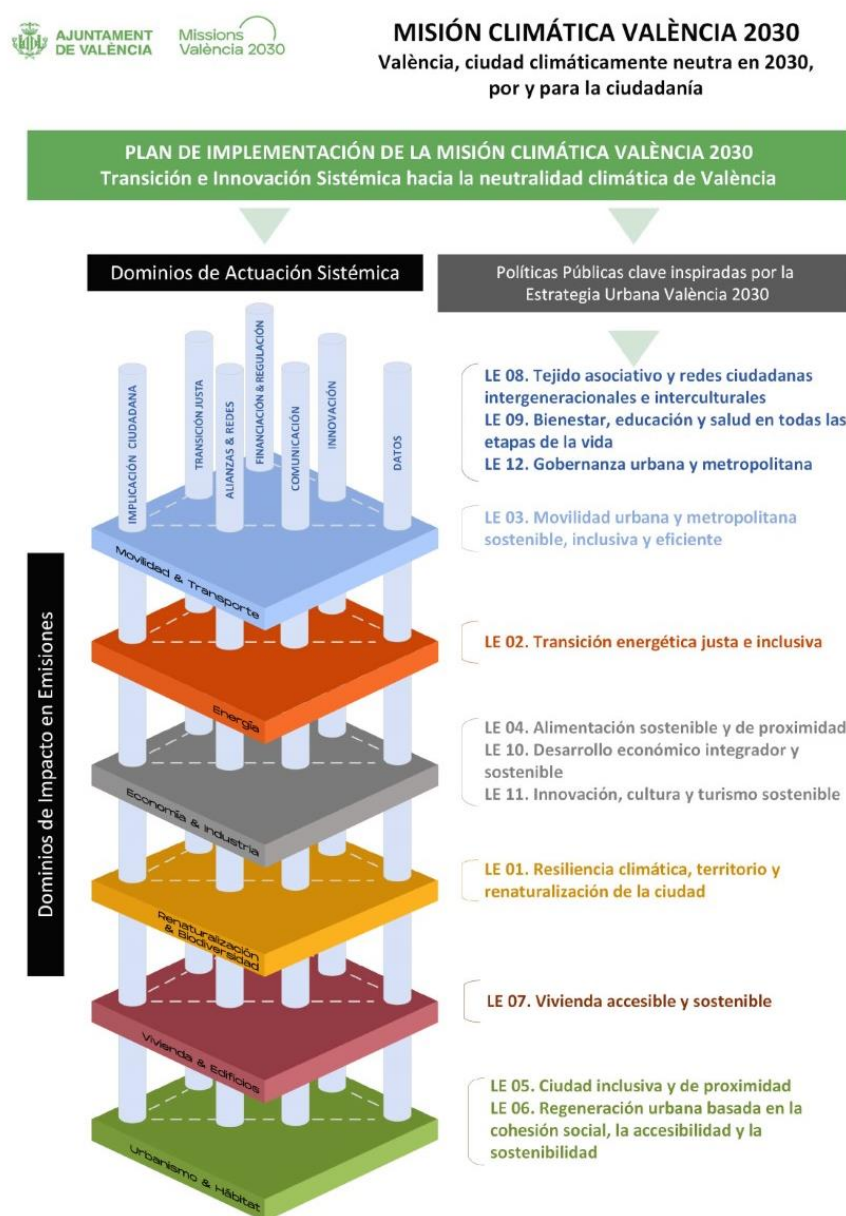 AJUNTAMENT
DE VALÈNCIA
Missions
València 2030
MISIÓN CLIMÁTICA VALÈNCIA 2030
València, ciudad climáticamente neutra en 2030,
por y para la ciudadanía
PLAN DE IMPLEMENTACIÓN DE LA MISIÓN CLIMÁTICA VALÈNCIA 2030
Transición e Innovación Sistémica hacia la neutralidad climática de València
Dominios de Actuación Sistémica
Políticas Públicas clave inspiradas por la
Estrategia Urbana València 2030
IMPLICACIÓN CIUDADANA
TRANSICIÓN JUSTA
ALIANZAS & REDES
FINANCIACIÓN & REGULACIÓN
COMUNICACIÓN
INNOVACIÓN
DATOS
LE 08. Tejido asociativo y redes ciudadanas
intergeneracionales e interculturales
LE 09. Bienestar, educación y salud en todas las
etapas de la vida
LE 12. Gobernanza urbana y metropolitana
Dominios de Impacto en Emisiones
Movilidad & Transporte
LE 03. Movilidad urbana y metropolitana
sostenible, inclusiva y eficiente
Energía
LE 02. Transición energética justa e inclusiva
Economía & Industria
LE 04. Alimentación sostenible y de proximidad
LE 10. Desarrollo económico integrador y
sostenible
LE 11. Innovación, cultura y turismo sostenible
Renaturalización
& Biodiversidad
LE 01. Resiliencia climática, territorio y
renaturalización de la ciudad
Vivienda & Edificios
LE 07. Vivienda accesible y sostenible
Urbanismo & Hábitat
LE 05. Ciudad inclusiva y de proximidad
LE 06. Regeneración urbana basada en la
cohesión social, la accesibilidad y la
sostenibilidad